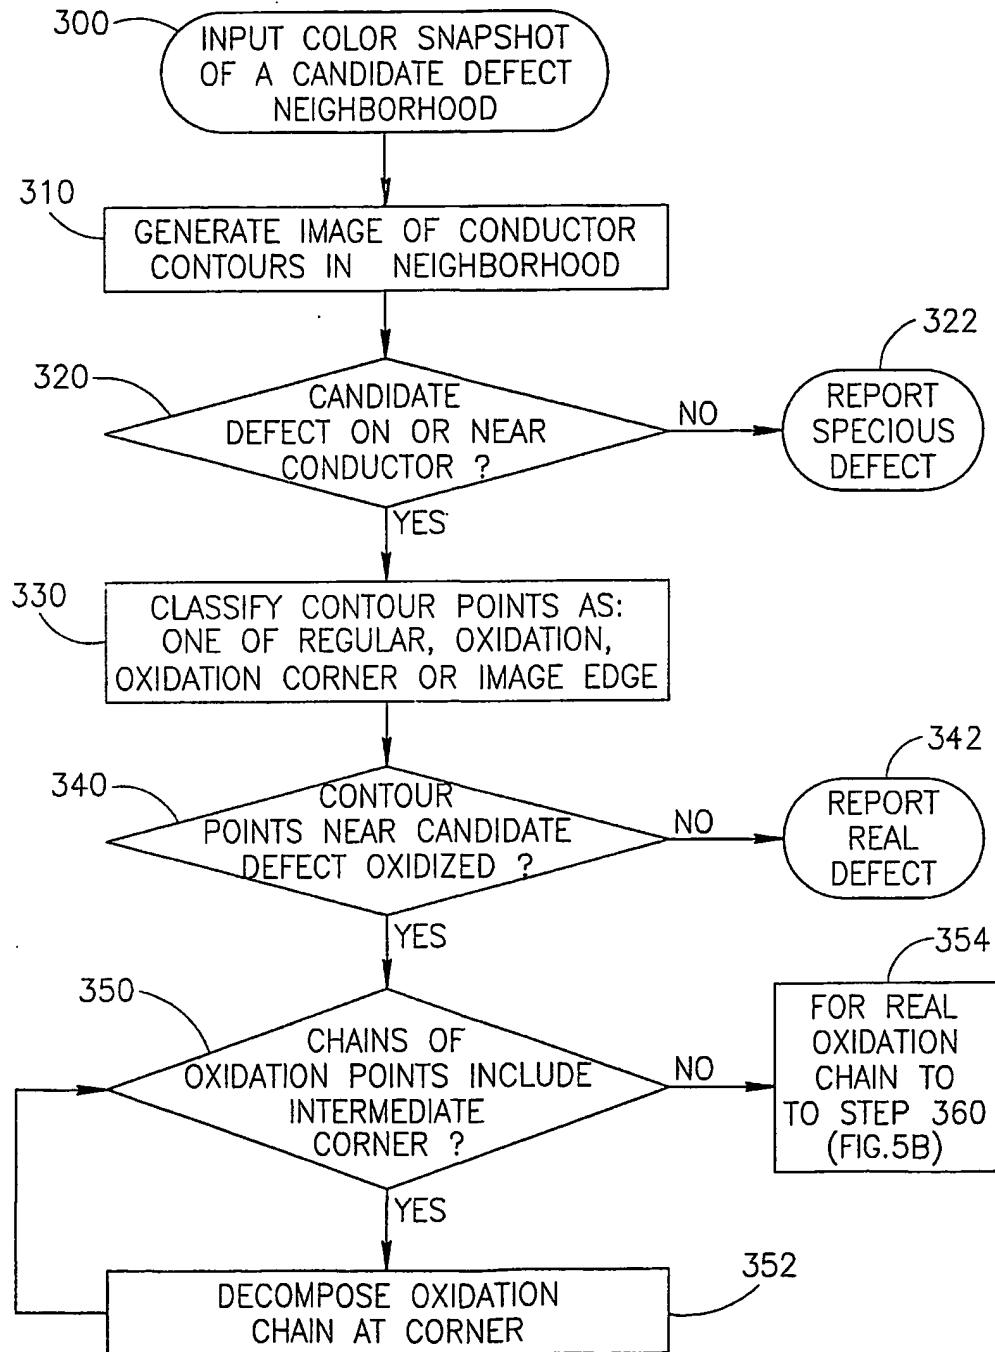 300
INPUT COLOR SNAPSHOT
OF A CANDIDATE DEFECT
NEIGHBORHOOD
310
GENERATE IMAGE OF CONDUCTOR
CONTOURS IN NEIGHBORHOOD
320
CANDIDATE
DEFECT ON OR NEAR
CONDUCTOR ?
NO
322
REPORT
SPECIOUS
DEFECT
YES
330
CLASSIFY CONTOUR POINTS AS:
ONE OF REGULAR, OXIDATION,
OXIDATION CORNER OR IMAGE EDGE
340
CONTOUR
POINTS NEAR CANDIDATE
DEFECT OXIDIZED ?
NO
342
REPORT
REAL
DEFECT
YES
350
CHAINS OF
OXIDATION POINTS INCLUDE
INTERMEDIATE
CORNER ?
NO
354
FOR REAL
OXIDATION
CHAIN TO
TO STEP 360
(FIG.5B)
YES
352
DECOMPOSE OXIDATION
CHAIN AT CORNER